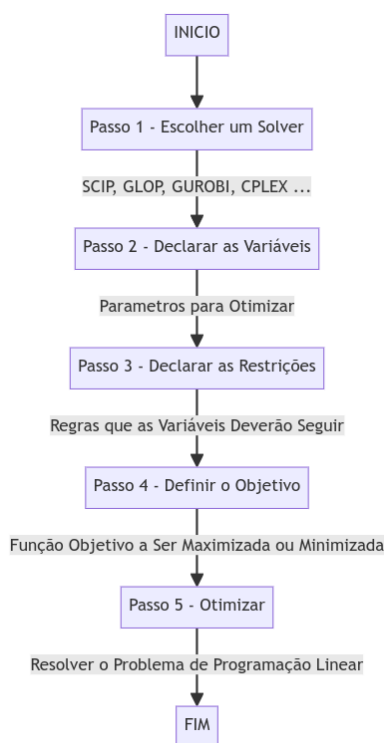 INICIO
Passo 1 - Escolher um Solver
SCIP, GLOP, GUROBI, CPLEX ...
Passo 2 - Declarar as Variáveis
Parametros para Otimizar
Passo 3 - Declarar as Restrições
Regras que as Variáveis Deverão Seguir
Passo 4 - Definir o Objetivo
Função Objetivo a Ser Maximizada ou Minimizada
Passo 5 - Otimizar
Resolver o Problema de Programação Linear
FIM